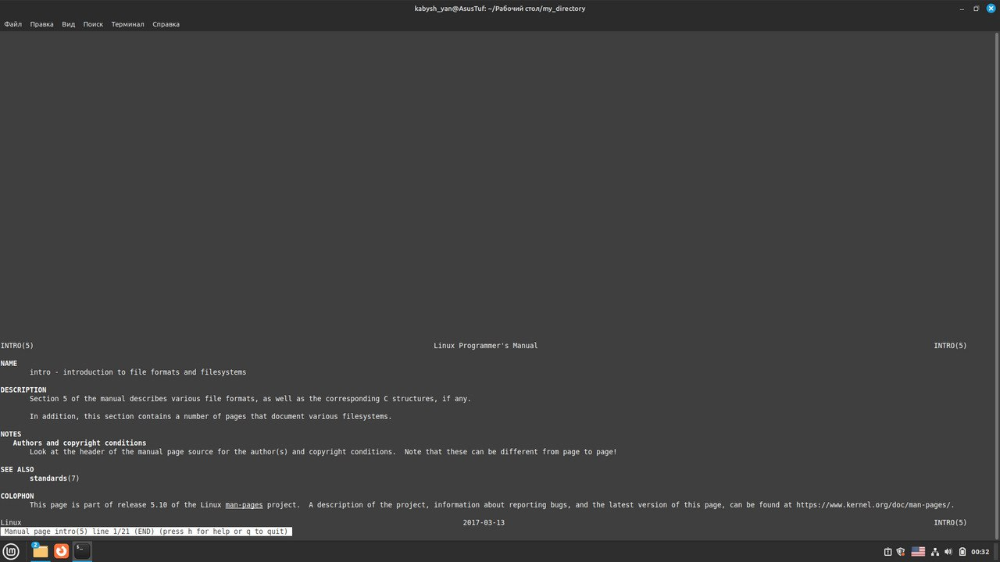 kabysh_yan@AsusTuf: ~/Рабочий стол/my_directory
Файл Правка Вид Поиск Терминал Справка
INTRO(5) Linux Programmer's Manual INTRO(5)
NAME
intro - introduction to file formats and filesystems
DESCRIPTION
Section 5 of the manual describes various file formats, as well as the corresponding C structures, if any.
In addition, this section contains a number of pages that document various filesystems.
NOTES
Authors and copyright conditions
Look at the header of the manual page source for the author(s) and copyright conditions.  Note that these can be different from page to page!
SEE ALSO
standards(7)
COLOPHON
This page is part of release 5.10 of the Linux man-pages project.  A description of the project, information about reporting bugs, and the latest version of this page, can be found at https://www.kernel.org/doc/man-pages/.
Linux 2017-03-13 INTRO(5)
Manual page intro(5) line 1/21 (END) (press h for help or q to quit)
2
00:32